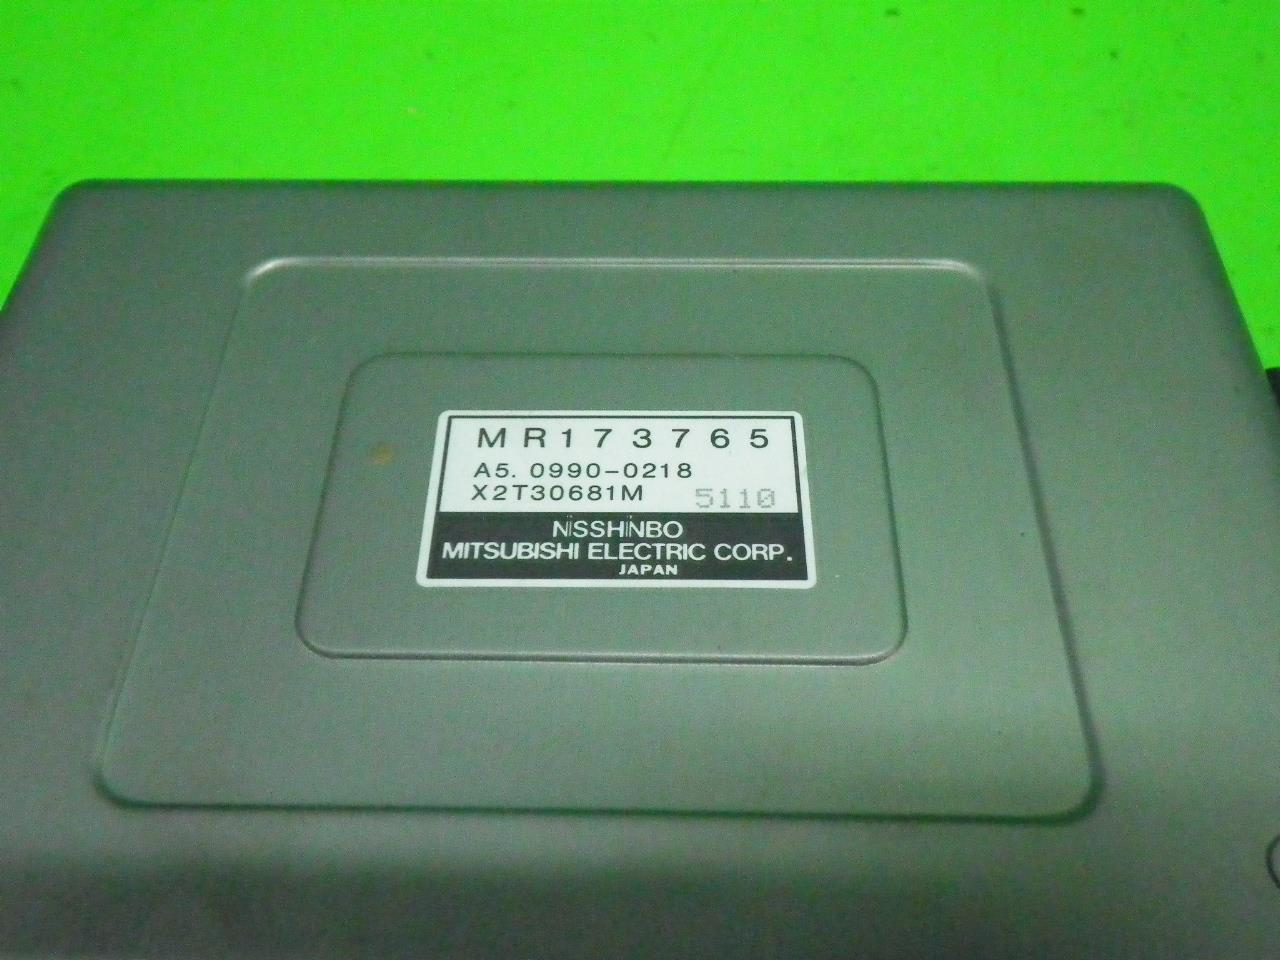 MR173765
A5. 0990-0218
X2T30681M 5110
NISSHINBO
MITSUBISHI ELECTRIC CORP.
JAPAN